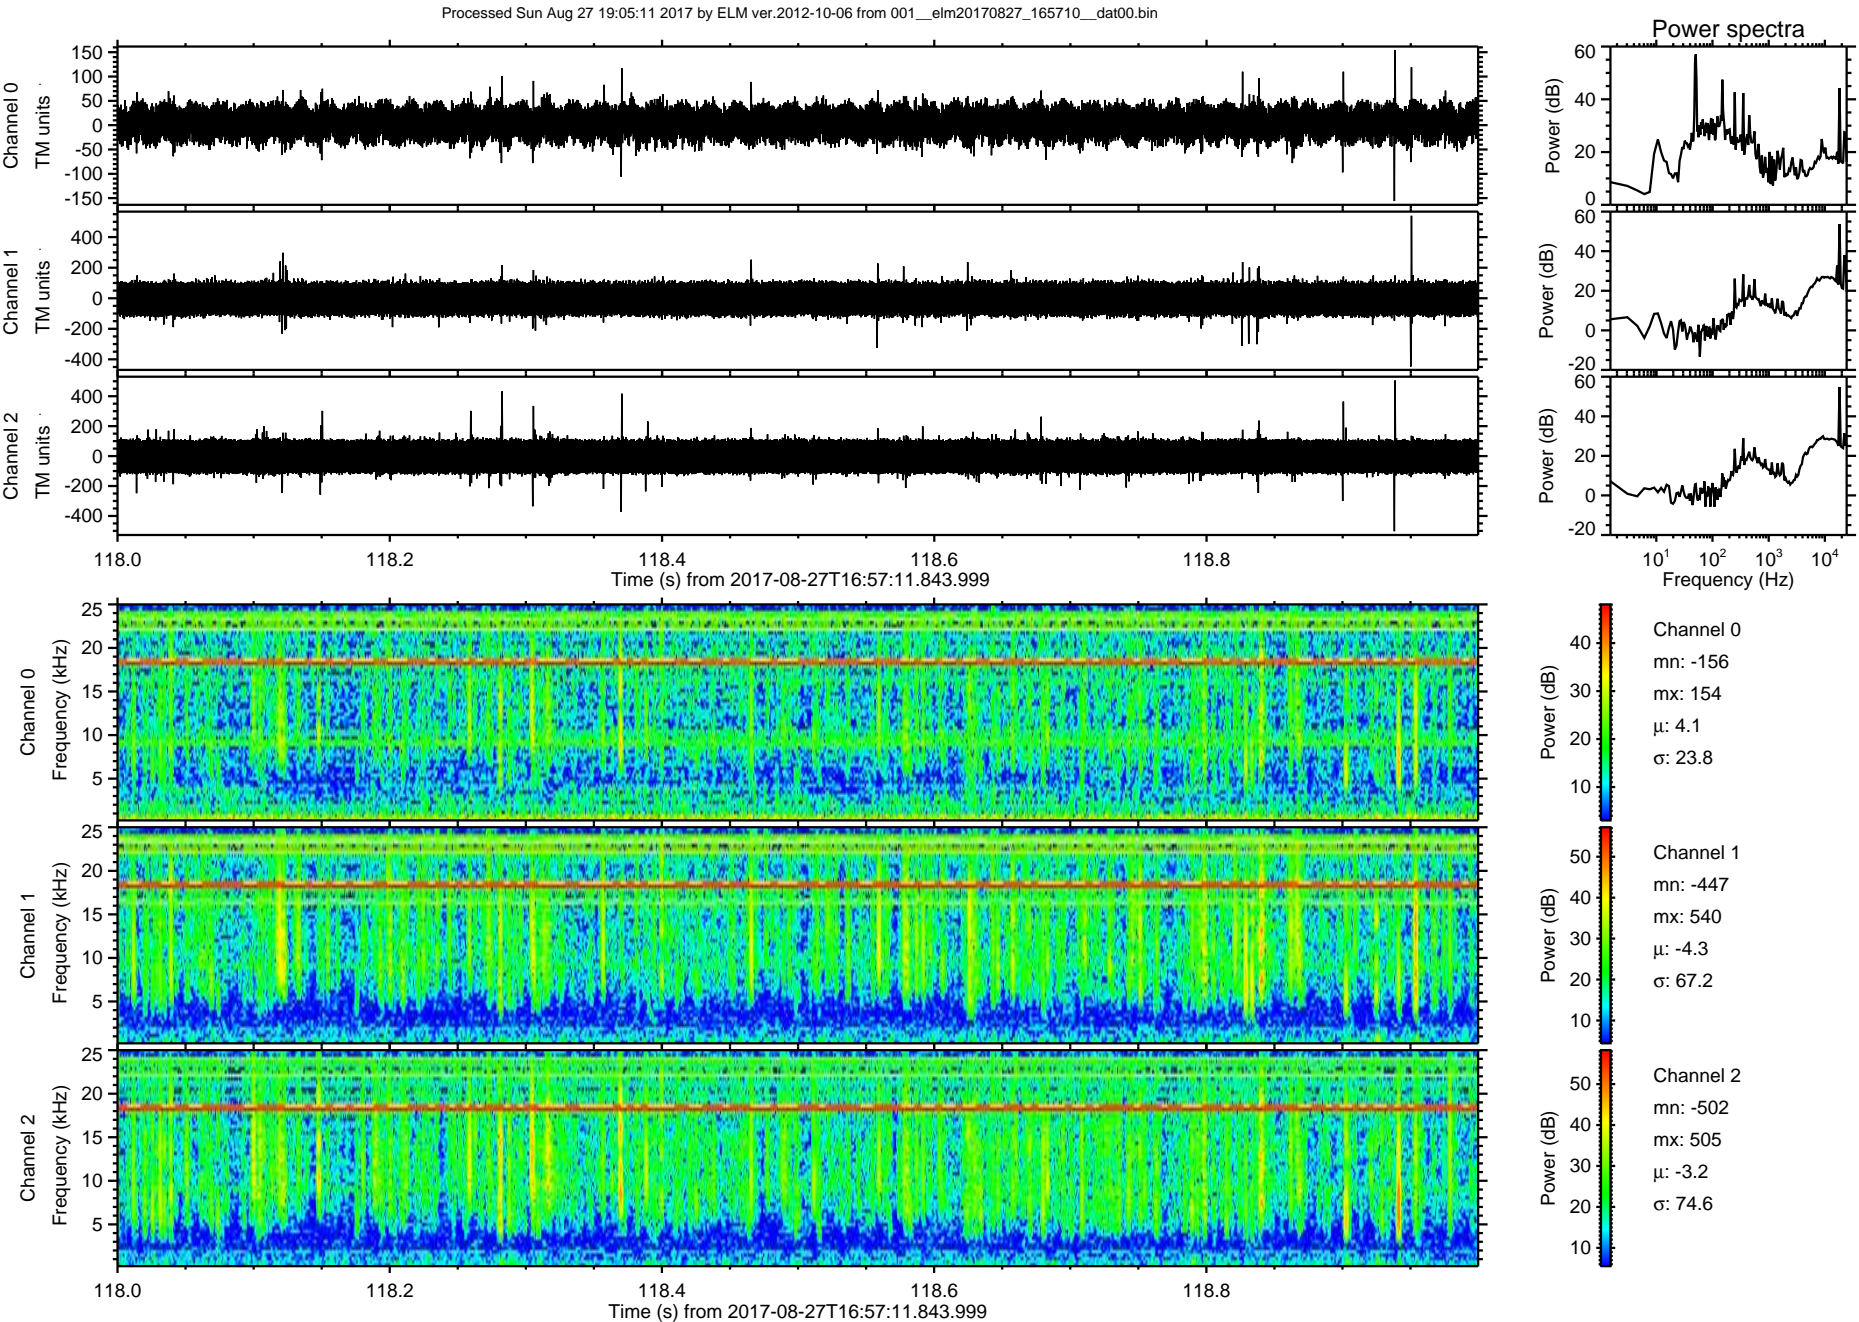 Processed Sun Aug 27 19:05:11 2017 by ELM ver.2012-10-06 from 001__elm20170827_165710__dat00.bin
Power spectra
Channel 0
TM units
150
100
50
0
-50
-100
-150
Power (dB)
60
40
20
0
Channel 1
TM units
400
200
0
-200
-400
Power (dB)
60
40
20
0
-20
Channel 2
TM units
400
200
0
-200
-400
Power (dB)
60
40
20
0
-20
118.0 118.2 118.4 118.6 118.8
Time (s) from 2017-08-27T16:57:11.843.999
10^1 10^2 10^3 10^4
Frequency (Hz)
Channel 0
Frequency (kHz)
25
20
15
10
5
Power (dB)
40
30
20
10
Channel 0
mn: -156
mx: 154
μ: 4.1
σ: 23.8
Channel 1
Frequency (kHz)
25
20
15
10
5
Power (dB)
50
40
30
20
10
Channel 1
mn: -447
mx: 540
μ: -4.3
σ: 67.2
Channel 2
Frequency (kHz)
25
20
15
10
5
Power (dB)
50
40
30
20
10
Channel 2
mn: -502
mx: 505
μ: -3.2
σ: 74.6
118.0 118.2 118.4 118.6 118.8
Time (s) from 2017-08-27T16:57:11.843.999